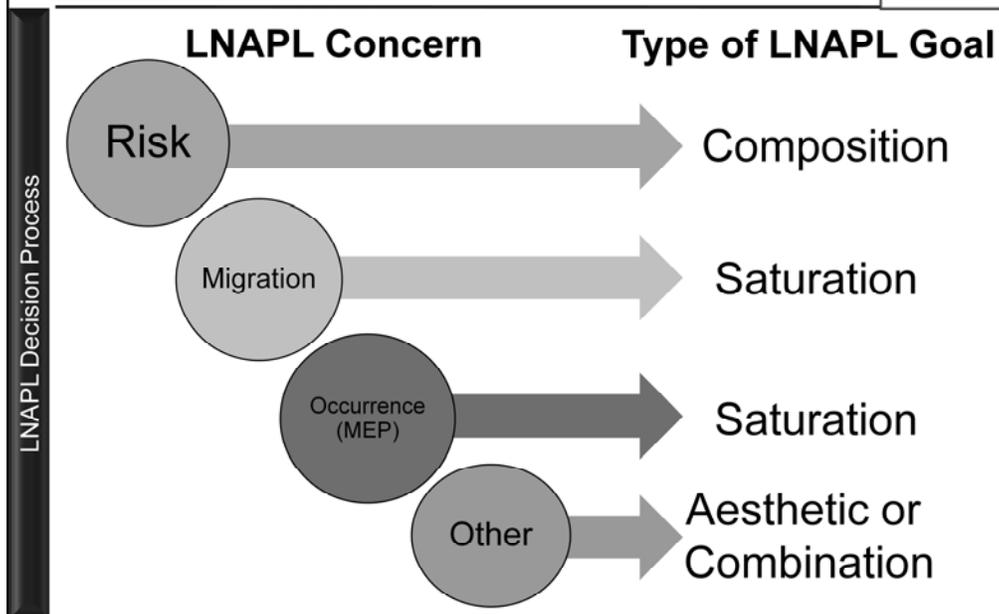 LNAPL Concern
Type of LNAPL Goal
LNAPL Decision Process
Risk
Composition
Migration
Saturation
Occurrence
(MEP)
Saturation
Other
Aesthetic or
Combination